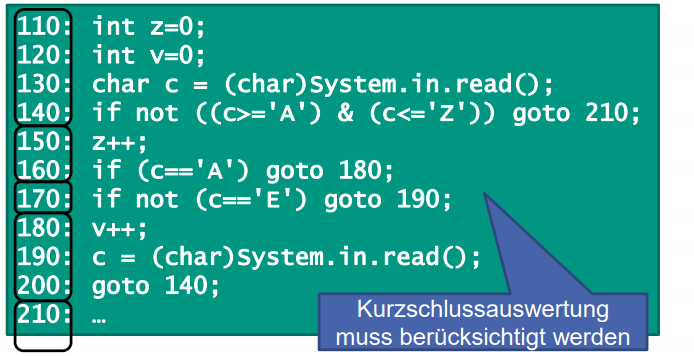 110: int z=0;
120: int v=0;
130: char c = (char)System.in.read();
140: if not ((c>='A') & (c<='Z')) goto 210;
150: z++;
160: if (c=='A') goto 180;
170: if not (c=='E') goto 190;
180: v++;
190: c = (char)System.in.read();
200: goto 140;
210: …
Kurzschlussauswertung
muss berücksichtigt werden